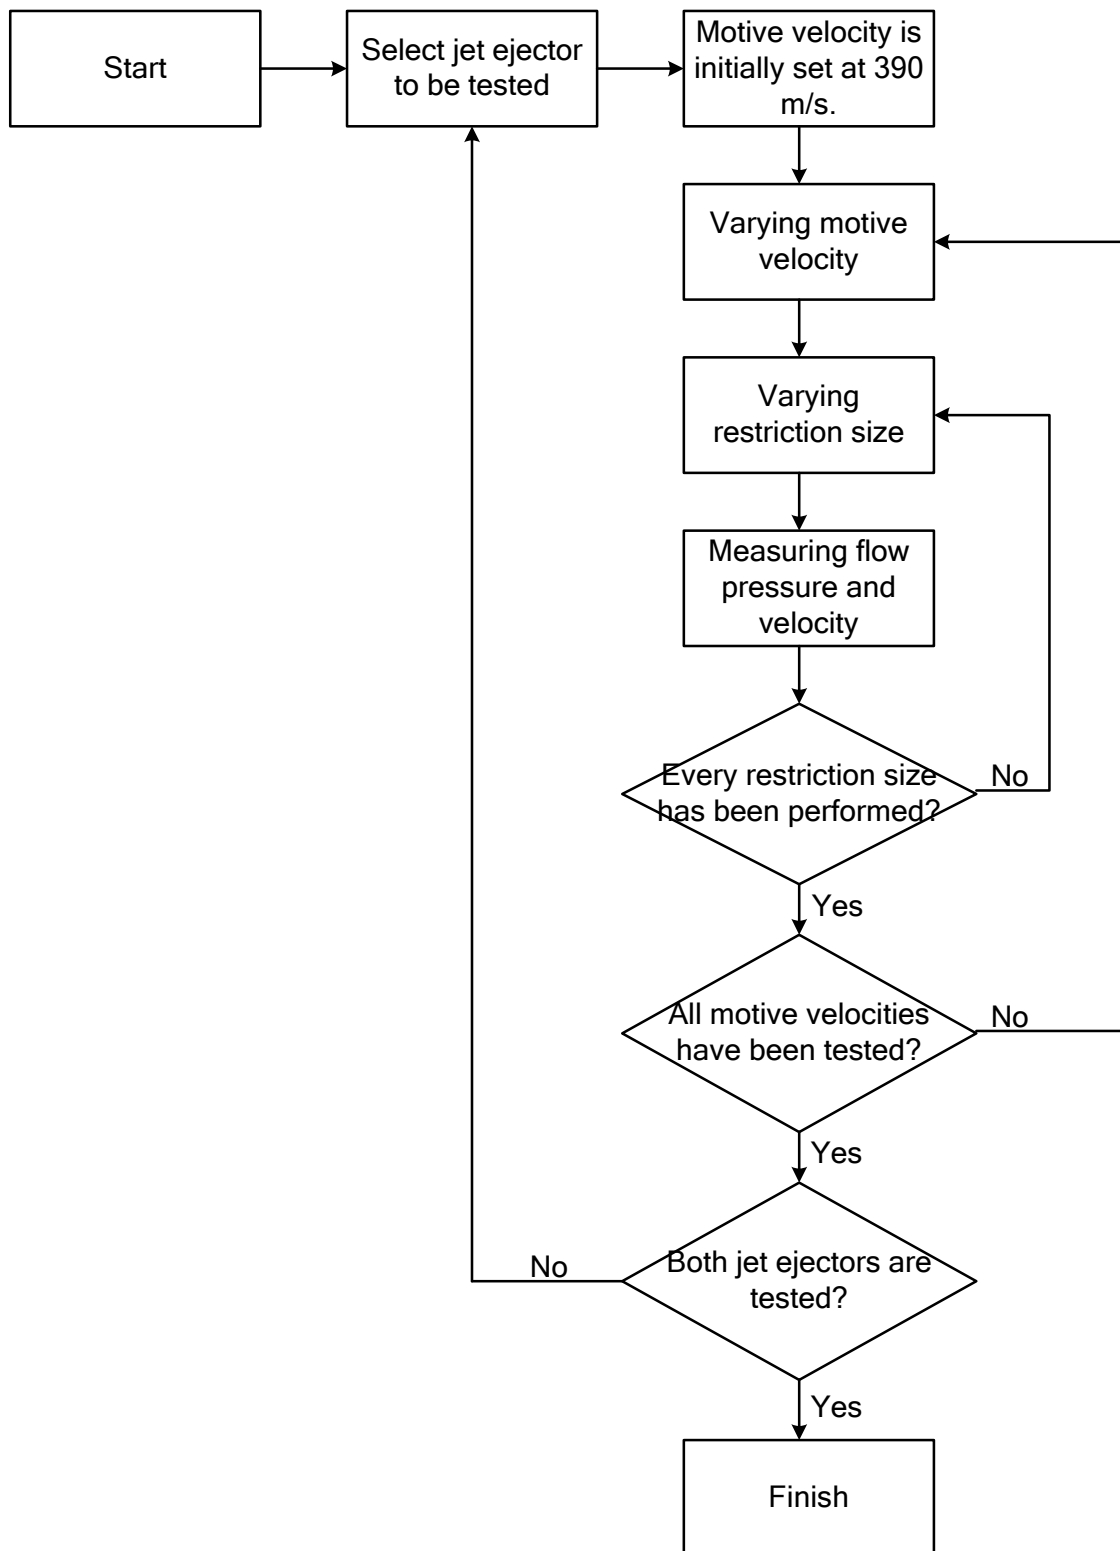 Start
Select jet ejector
to be tested
Motive velocity is
initially set at 390
m/s.
Varying motive
velocity
Varying
restriction size
Measuring flow
pressure and
velocity
Every restriction size
has been performed?
No
Yes
All motive velocities
have been tested?
No
Yes
Both jet ejectors are
tested?
No
Yes
Finish